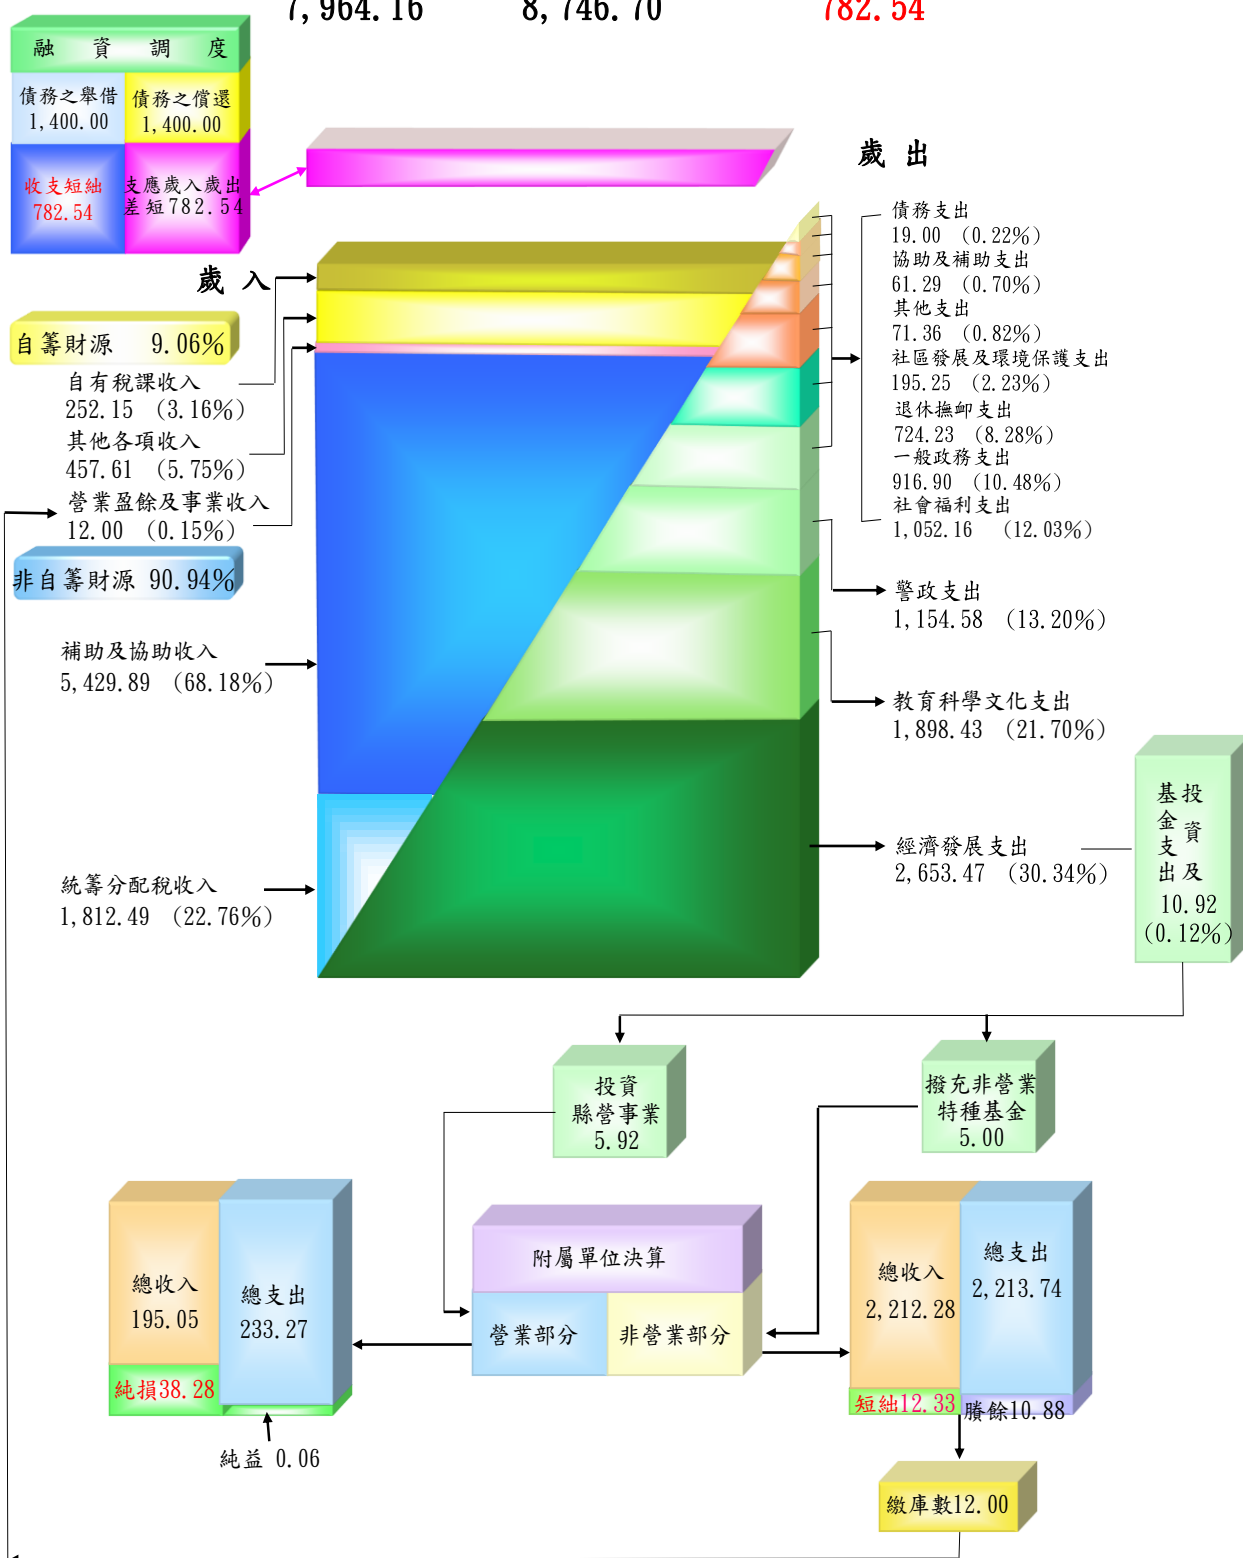 7,964.16 8,746.70 782.54
融資調度
債務之舉借
1,400.00
債務之償還
1,400.00
收支短絀
782.54
支應歲入歲出
差短782.54
歲出
歲入
自籌財源 9.06%
自有稅課收入
252.15 (3.16%)
其他各項收入
457.61 (5.75%)
營業盈餘及事業收入
12.00 (0.15%)
非自籌財源 90.94%
補助及協助收入
5,429.89 (68.18%)
統籌分配稅收入
1,812.49 (22.76%)
債務支出
19.00 (0.22%)
協助及補助支出
61.29 (0.70%)
其他支出
71.36 (0.82%)
社區發展及環境保護支出
195.25 (2.23%)
退休撫卹支出
724.23 (8.28%)
一般政務支出
916.90 (10.48%)
社會福利支出
1,052.16 (12.03%)
警政支出
1,154.58 (13.20%)
教育科學文化支出
1,898.43 (21.70%)
經濟發展支出
2,653.47 (30.34%)
投資及
基金支出
10.92
(0.12%)
投資
縣營事業
5.92
撥充非營業
特種基金
5.00
總收入
195.05
總支出
233.27
純損38.28
純益 0.06
附屬單位決算
營業部分
非營業部分
總收入
2,212.28
總支出
2,213.74
短絀12.33
賸餘10.88
繳庫數12.00